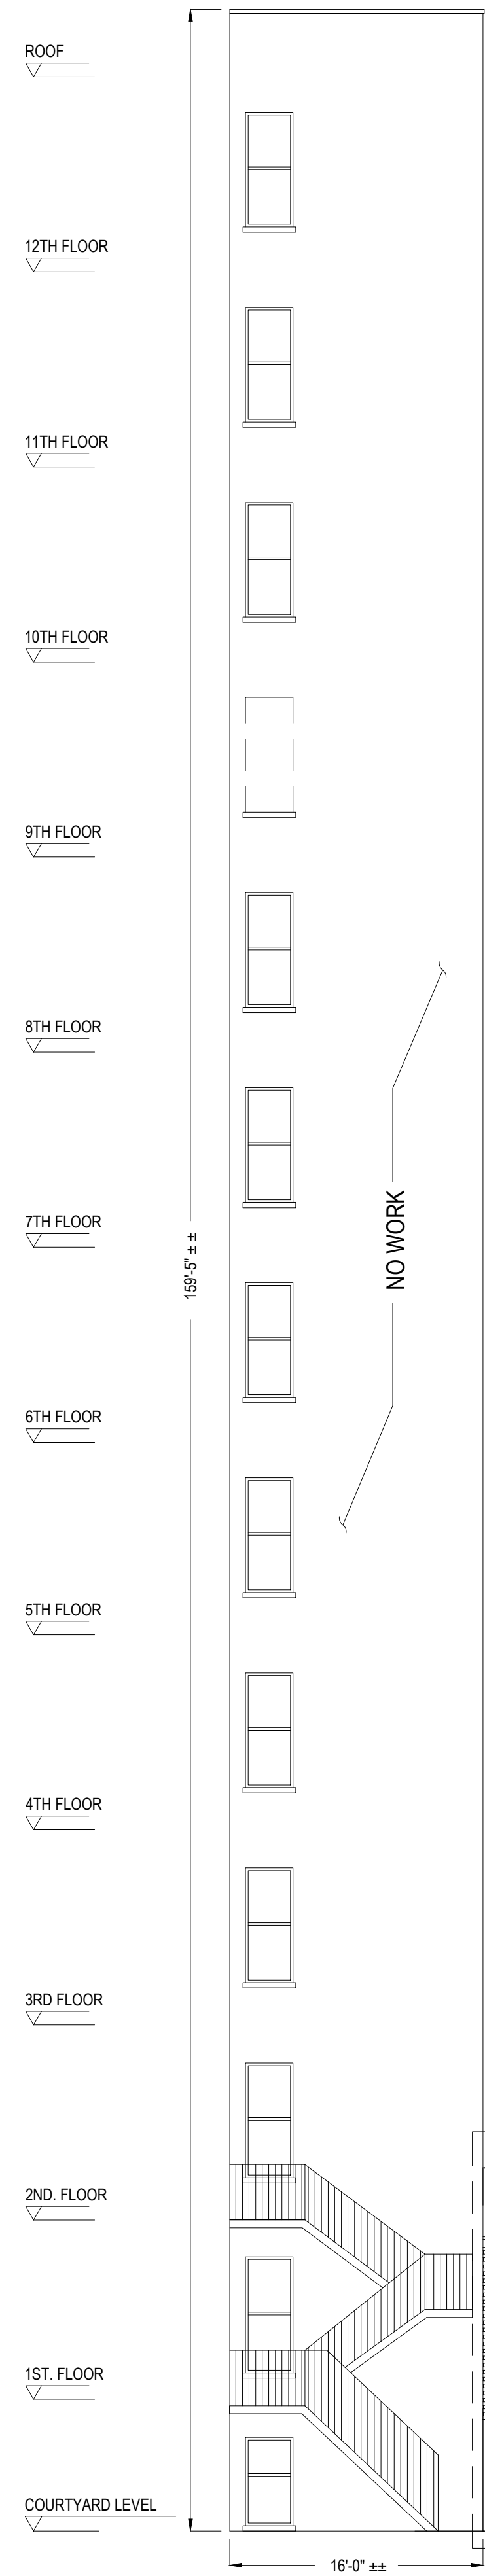 ROOF
12TH FLOOR
11TH FLOOR
10TH FLOOR
9TH FLOOR
8TH FLOOR
7TH FLOOR
NO WORK
159'-5" ± ±
6TH FLOOR
5TH FLOOR
4TH FLOOR
3RD FLOOR
2ND. FLOOR
1ST. FLOOR
COURTYARD LEVEL
16'-0" ±±